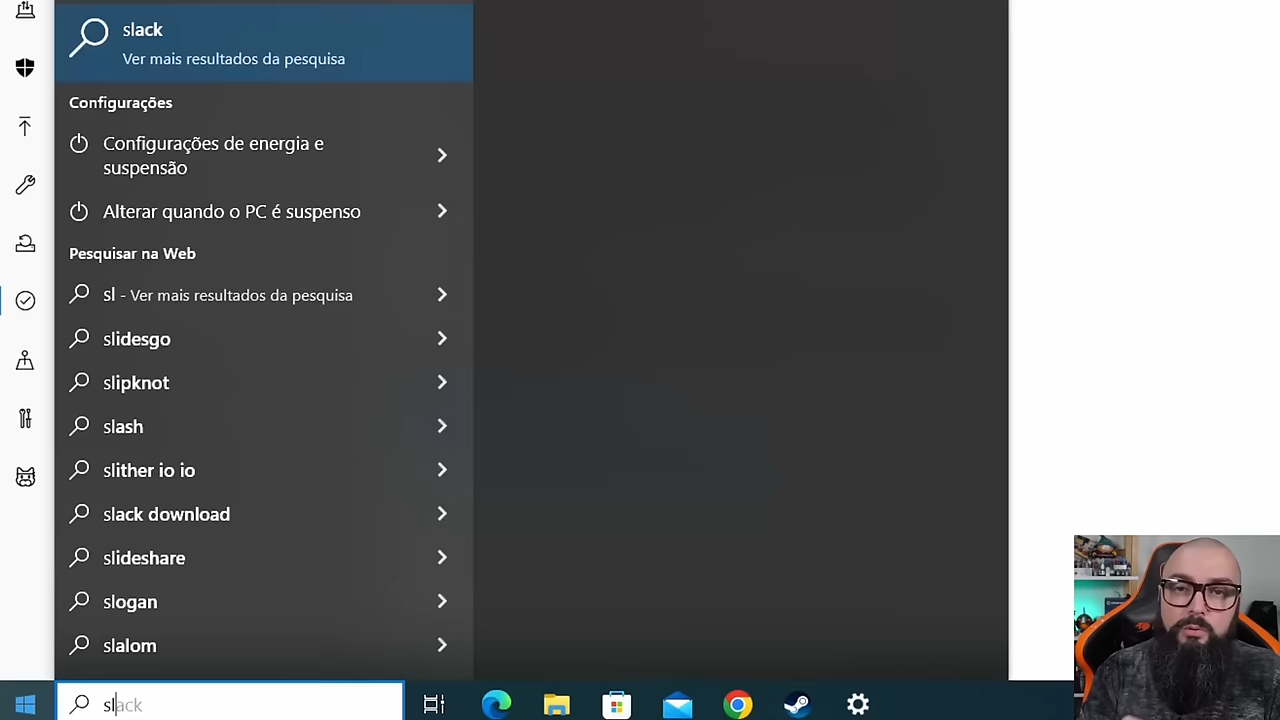 slack
Ver mais resultados da pesquisa
Configurações
Configurações de energia e
suspensão
Alterar quando o PC é suspenso
Pesquisar na Web
sl - Ver mais resultados da pesquisa
slidesgo
slipknot
slash
slither io io
slack download
slideshare
slogan
slalom
slack